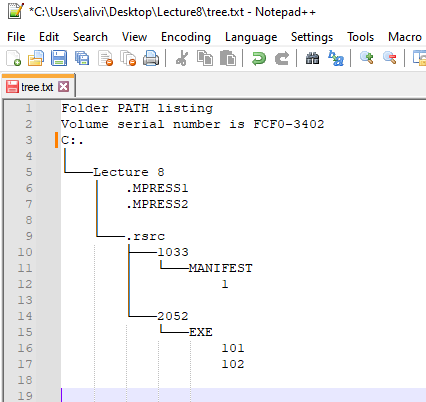 *C:\Users\alivi\Desktop\Lecture8\tree.txt - Notepad++
File Edit Search View Encoding Language Settings Tools Macro
tree.txt
1 Folder PATH listing
2 Volume serial number is FCF0-3402
3 C:.
4 │
5 └───Lecture 8
6 │ .MPRESS1
7 │ .MPRESS2
8 │
9 └───.rsrc
10 ├───1033
11 │ └───MANIFEST
12 │ 1
13 │
14 └───2052
15 └───EXE
16 101
17 102
18
19